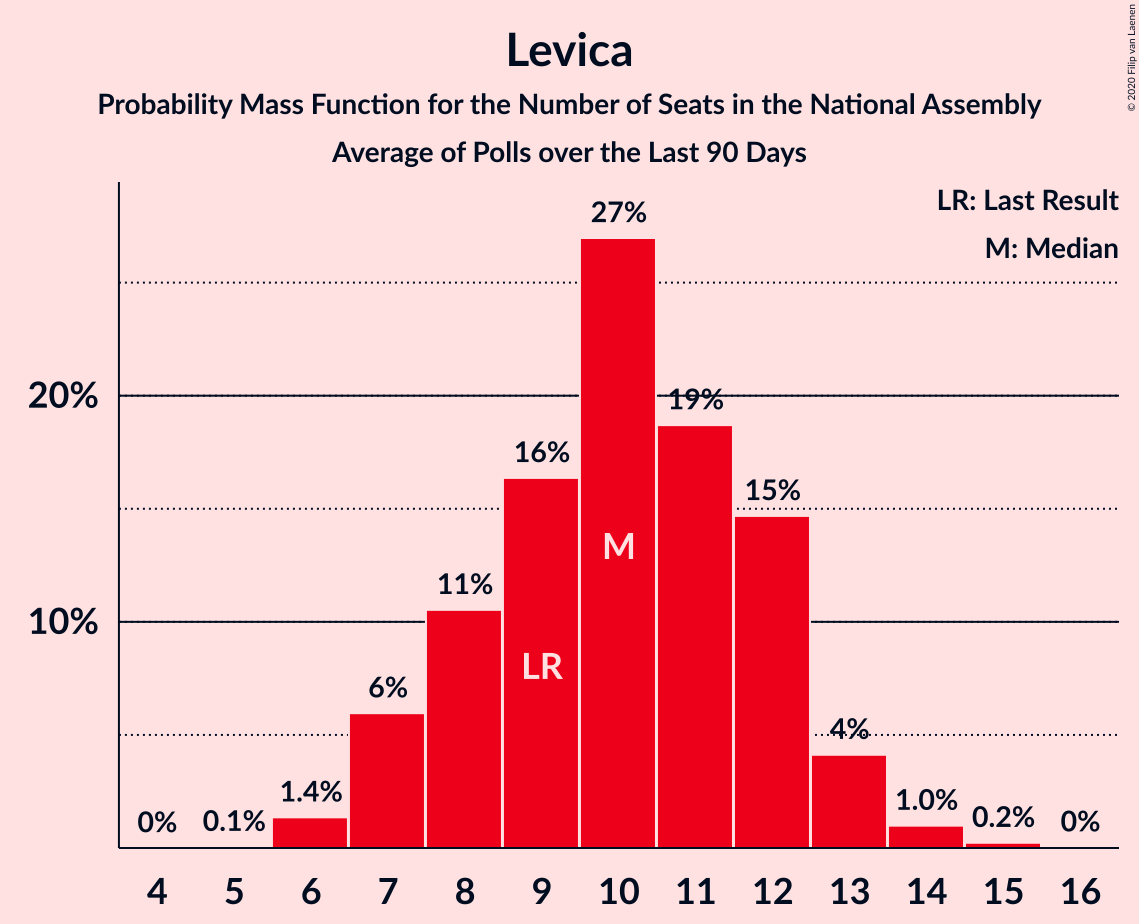 Levica
Probability Mass Function for the Number of Seats in the National Assembly
Average of Polls over the Last 90 Days
© 2020 Filip van Laenen
LR: Last Result
M: Median
20%
10%
0%
0.1%
1.4%
6%
11%
16%
27%
19%
15%
4%
1.0%
0.2%
0%
LR
M
4 5 6 7 8 9 10 11 12 13 14 15 16